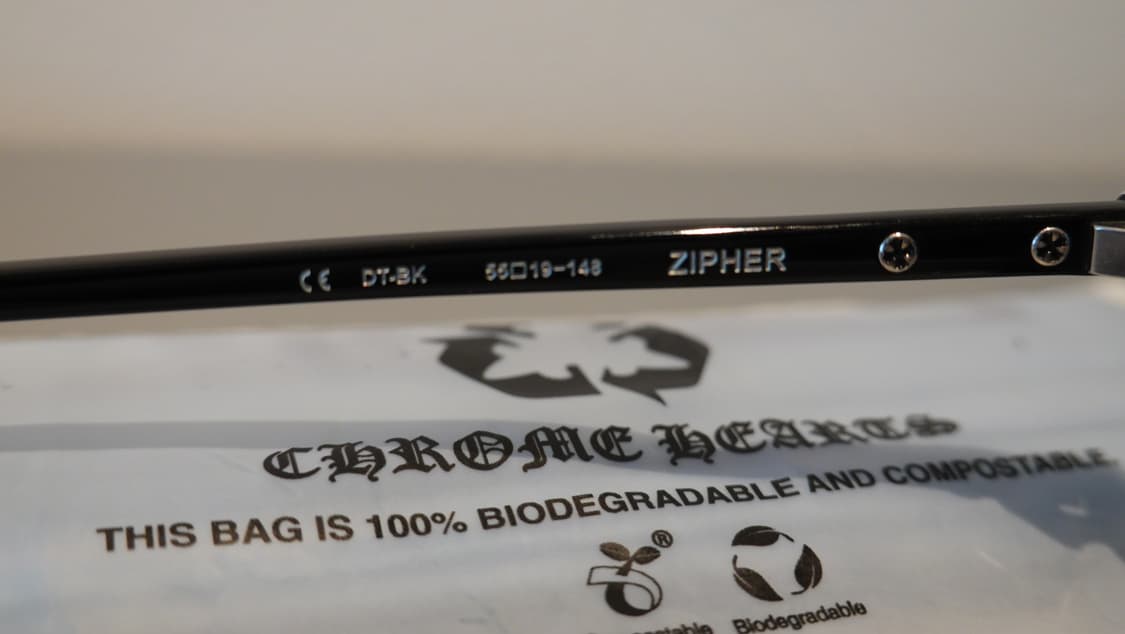 CE DT-BK 55□19-148 ZIPHER
CHROME HEARTS
THIS BAG IS 100% BIODEGRADABLE AND COMPOSTABLE
®
Biodegradable